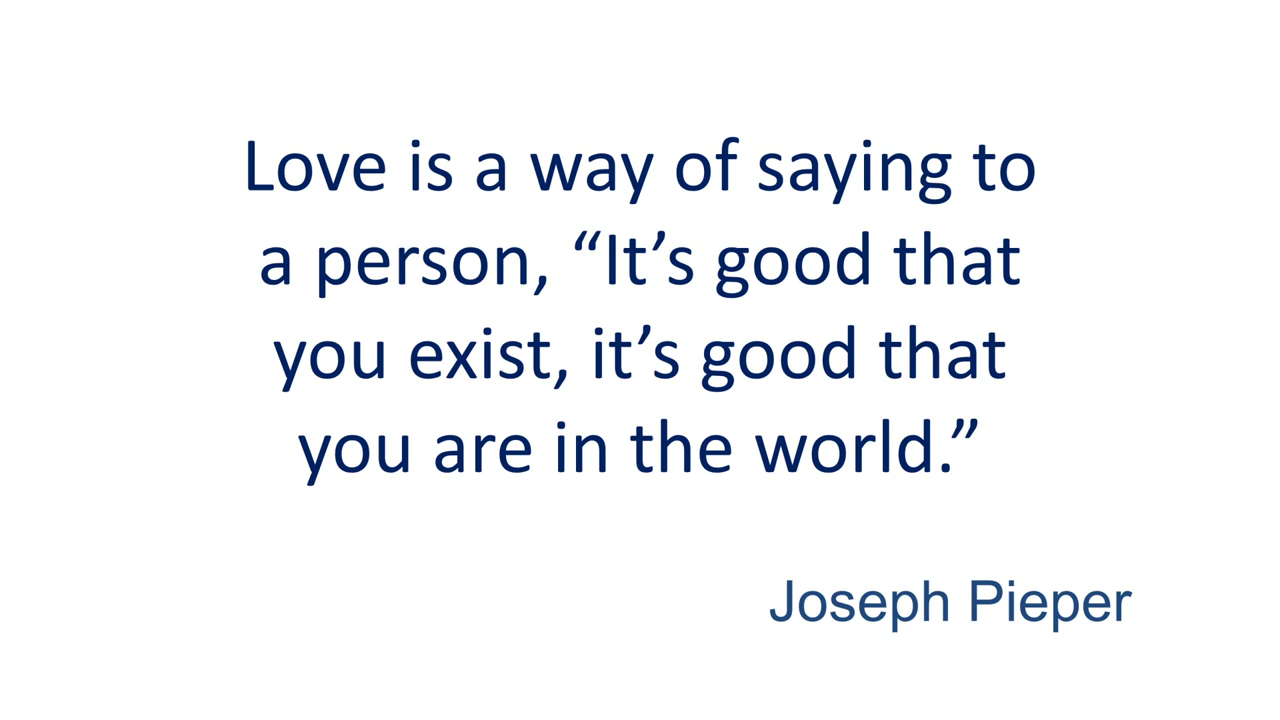 Love is a way of saying to
a person, “It’s good that
you exist, it’s good that
you are in the world.”
Joseph Pieper